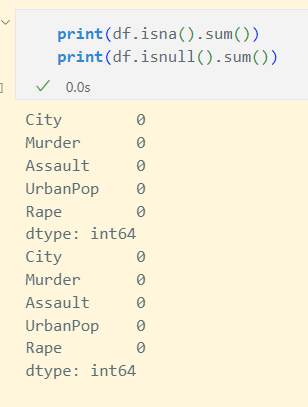 print(df.isna().sum())
print(df.isnull().sum())
0.0s
City 0
Murder 0
Assault 0
UrbanPop 0
Rape 0
dtype: int64
City 0
Murder 0
Assault 0
UrbanPop 0
Rape 0
dtype: int64